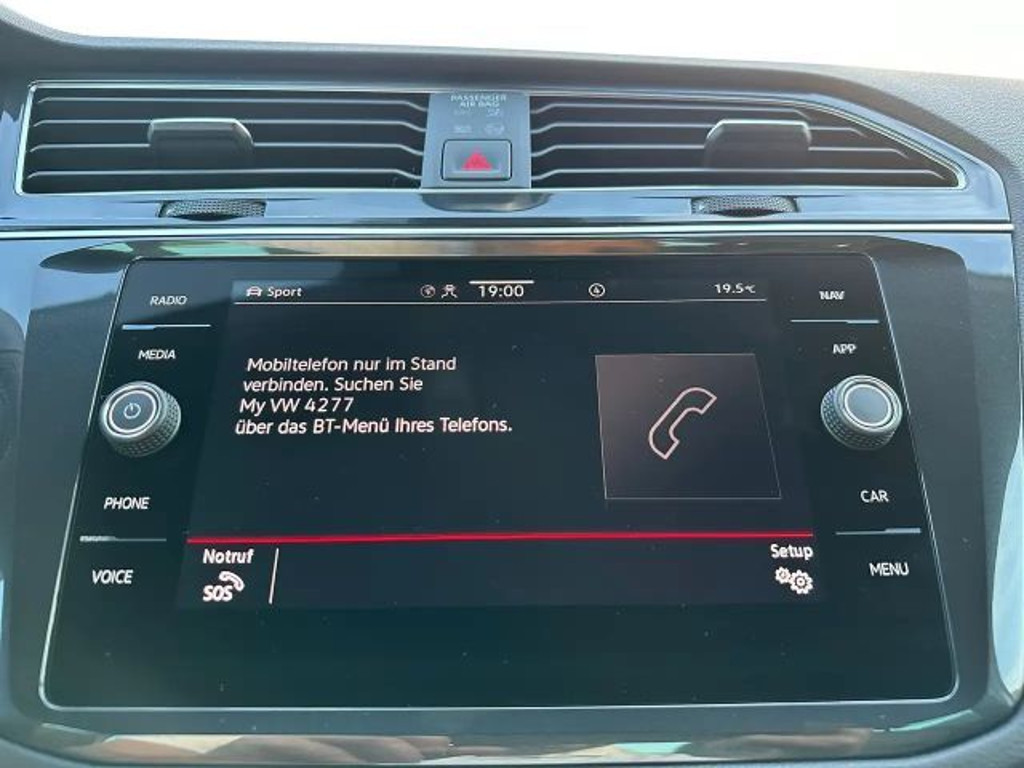 PASSENGER
AIR BAG
RADIO
Sport
19:00
19.5°C
NAV
MEDIA
APP
Mobiltelefon nur im Stand
verbinden. Suchen Sie
My VW 4277
über das BT-Menü Ihres Telefons.
PHONE
CAR
VOICE
Notruf
SOS
Setup
MENU